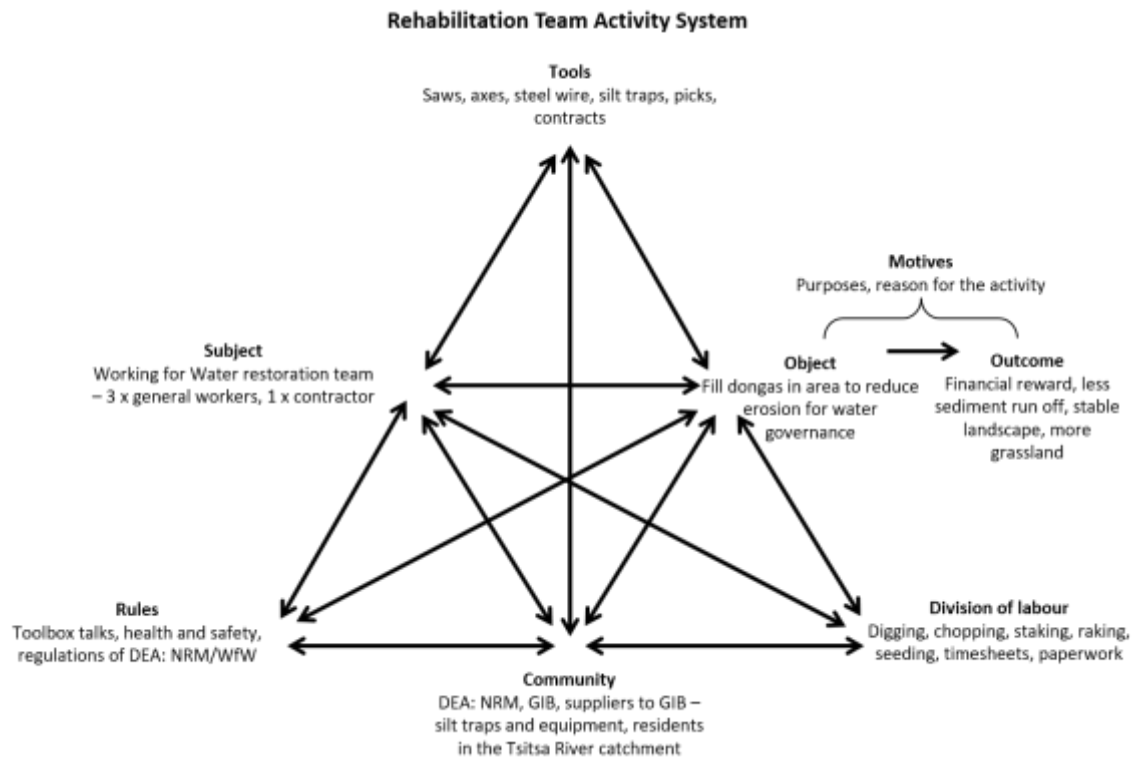 Rehabilitation Team Activity System
Tools
Saws, axes, steel wire, silt traps, picks,
contracts
Motives
Purposes, reason for the activity
Subject
Working for Water restoration team
– 3 x general workers, 1 x contractor
Object
Fill dongas in area to reduce
erosion for water
governance
Outcome
Financial reward, less
sediment run off, stable
landscape, more
grassland
Rules
Toolbox talks, health and safety,
regulations of DEA: NRM/WfW
Community
DEA: NRM, GIB, suppliers to GIB –
silt traps and equipment, residents
in the Tsitsa River catchment
Division of labour
Digging, chopping, staking, raking,
seeding, timesheets, paperwork